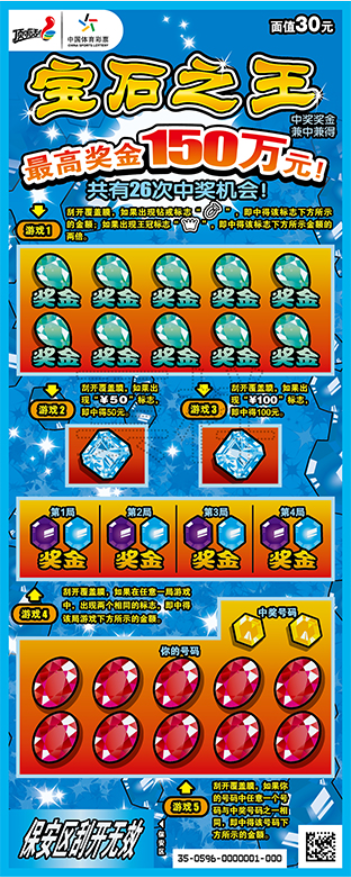 顶呱刮
中国体育彩票
CHINA SPORTS LOTTERY
面值30元
宝石之王
中奖奖金
兼中兼得
最高奖金150万元！
共有26次中奖机会！
游戏1
刮开覆盖膜，如果出现钻戒标志“ ”，即中得该标志下方所示
的金额；如果出现王冠标志“ ”，即中得该标志下方所示金额的
两倍。
奖金 奖金 奖金 奖金 奖金
奖金 奖金 奖金 奖金 奖金
游戏2
刮开覆盖膜，如果出
现“¥50”标志，
即中得50元。
游戏3
刮开覆盖膜，如果出
现“¥100”标志，
即中得100元。
第1局 第2局 第3局 第4局
奖金 奖金 奖金 奖金
游戏4
刮开覆盖膜，如果在任意一局游戏
中，出现两个相同的标志，即中得
该局游戏下方所示的金额。
中奖号码
你的号码
游戏5
刮开覆盖膜，如果你
的号码中任意一个号
码与中奖号码之一相
同，即中得该号码下
方所示的金额。
保安区刮开无效
保安区
35-0596-0000001-000